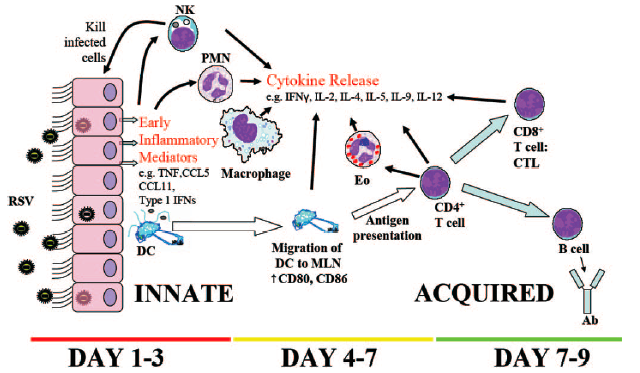 NK
Kill
infected
cells
PMN
Cytokine Release
e.g. IFNγ, IL-2, IL-4, IL-5, IL-9, IL-12
Early
Inflammatory
Mediators
e.g. TNF,CCL5
CCL11,
Type 1 IFNs
Macrophage
Eo
CD8+
T cell:
CTL
RSV
DC
Migration of
DC to MLN
↑CD80, CD86
Antigen
presentation
CD4+
T cell
B cell
Ab
INNATE
ACQUIRED
DAY 1-3
DAY 4-7
DAY 7-9